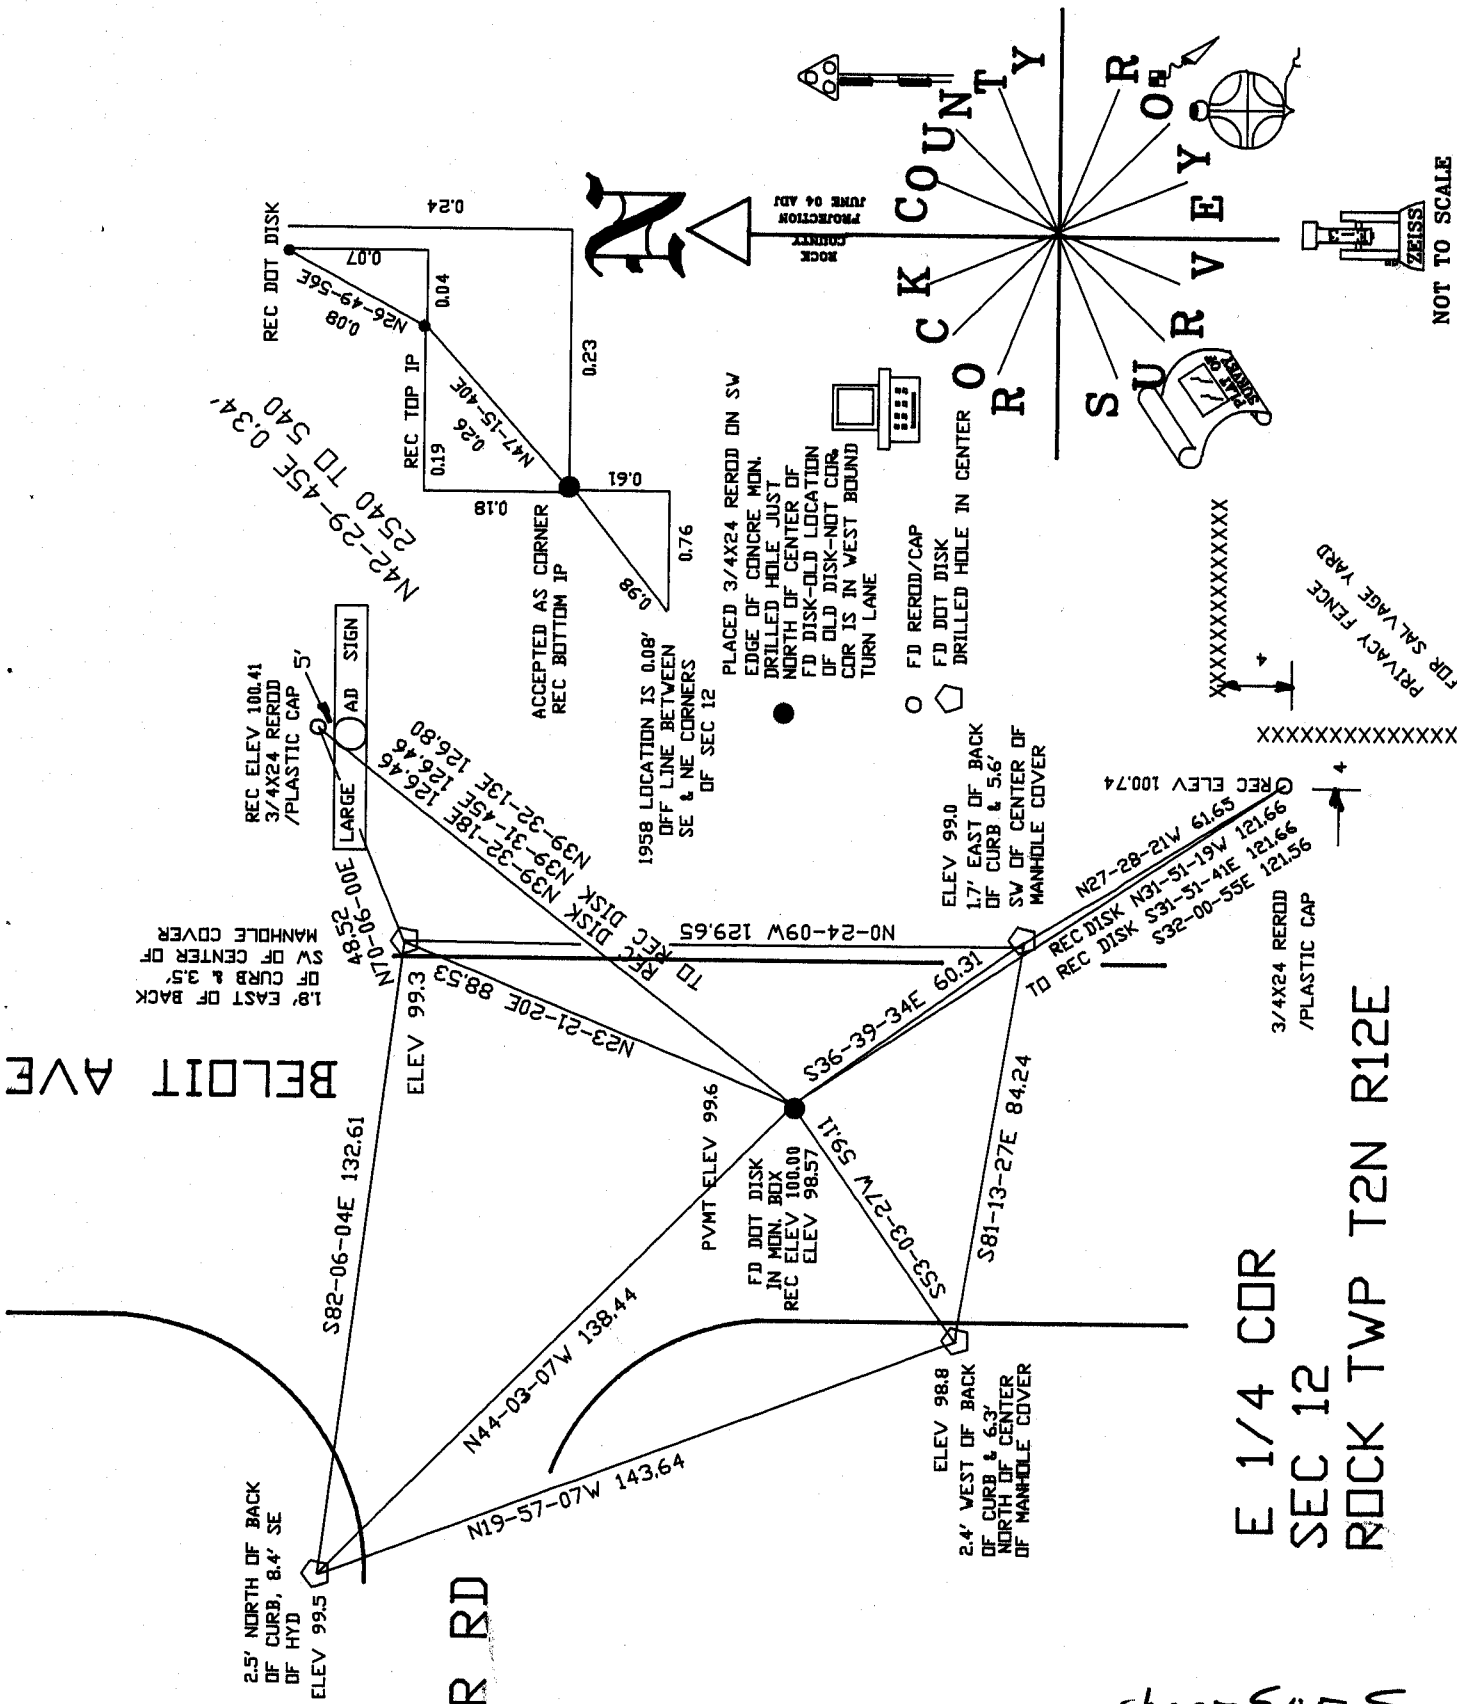 REC DOT DISK
0.24
0.07
N26-49-56E
0.08
0.04
REC TOP IP
0.19
N47-15-40E
0.26
0.23
0.18
0.61
0.76
0.98
N42-29-45E 0.34'
2540 TO 540
ACCEPTED AS CORNER
REC BOTTOM IP
1958 LOCATION IS 0.08'
OFF LINE BETWEEN
SE & NE CORNERS
OF SEC 12
N
ROCK
COUNTY
PROJECTION
JUNE 04 ADJ
ROCK COUNTY
SURVEYOR
PLAT OF
SURVEY
ZEISS
NOT TO SCALE
PLACED 3/4X24 REROD ON SW
EDGE OF CONCRE MON.
DRILLED HOLE JUST
NORTH OF CENTER OF
FD DISK-OLD LOCATION
OF OLD DISK-NOT COR.
COR IS IN WEST BOUND
TURN LANE
FD REROD/CAP
FD DOT DISK
DRILLED HOLE IN CENTER
REC ELEV 100.41
3/4X24 REROD
/PLASTIC CAP
5'
LARGE AD SIGN
N39-32-18E 126.46
N39-31-45E 126.46
N39-32-13E 126.80
REC DISK
TO REC DISK
N70-06-00E
48.52
1.8' EAST OF BACK
OF CURB & 3.5'
SW OF CENTER OF
MANHOLE COVER
ELEV 99.3
N23-21-20E 88.53
N0-24-09W 129.65
ELEV 99.0
1.7' EAST OF BACK
OF CURB & 5.6'
SW OF CENTER OF
MANHOLE COVER
XXXXXXXXXXXXXXXXX
4
XXXXXXXXXXXXXX
PRIVACY FENCE
FOR SALVAGE YARD
REC ELEV 100.74
4
N27-28-21W 61.65
REC DISK N31-51-19W 121.66
TO REC DISK S31-51-41E 121.66
S32-00-55E 121.56
3/4X24 REROD
/PLASTIC CAP
S36-39-34E 60.31
BELOIT AVE
S82-06-04E 132.61
PVMT ELEV 99.6
FD DOT DISK
IN MON. BOX
REC ELEV 100.00
ELEV 98.57
S53-03-27W 59.11
S81-13-27E 84.24
N44-03-07W 138.44
N19-57-07W 143.64
ELEV 98.8
2.4' WEST OF BACK
OF CURB & 6.3'
NORTH OF CENTER
OF MANHOLE COVER
2.5' NORTH OF BACK
OF CURB, 8.4' SE
OF HYD
ELEV 99.5
R RD
E 1/4 COR
SEC 12
ROCK TWP T2N R12E